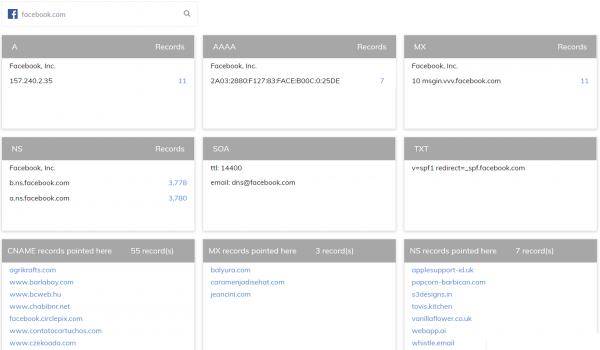 facebook.com
A Records
Facebook, Inc.
157.240.2.35 11
AAAA Records
Facebook, Inc.
2A03:2880:F127:83:FACE:B00C:0:25DE 7
MX Records
Facebook, Inc.
10 msgin.vvv.facebook.com 11
NS Records
Facebook, Inc.
b.ns.facebook.com 3,778
a.ns.facebook.com 3,780
SOA
ttl: 14400
email: dns@facebook.com
TXT
v=spf1 redirect=_spf.facebook.com
CNAME records pointed here 55 record(s)
agrikrafts.com
www.barlaboy.com
www.bcweb.hu
www.chabibnr.net
facebook.circlepix.com
www.contatocartuchos.com
www.czekoada.com
MX records pointed here 3 record(s)
balyura.com
caramenjadisehat.com
jeancini.com
NS records pointed here 7 record(s)
applesupport-id.uk
popcorn-barbican.com
s3designs.in
tovis.kitchen
vanillaflower.co.uk
webapp.ai
whistle.email